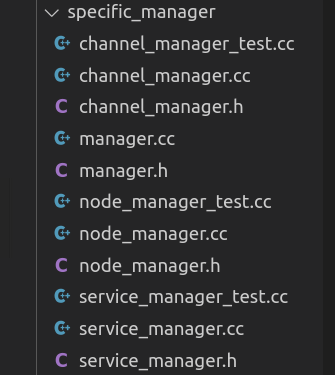 specific_manager
C++ channel_manager_test.cc
C++ channel_manager.cc
C channel_manager.h
C++ manager.cc
C manager.h
C++ node_manager_test.cc
C++ node_manager.cc
C node_manager.h
C++ service_manager_test.cc
C++ service_manager.cc
C service_manager.h